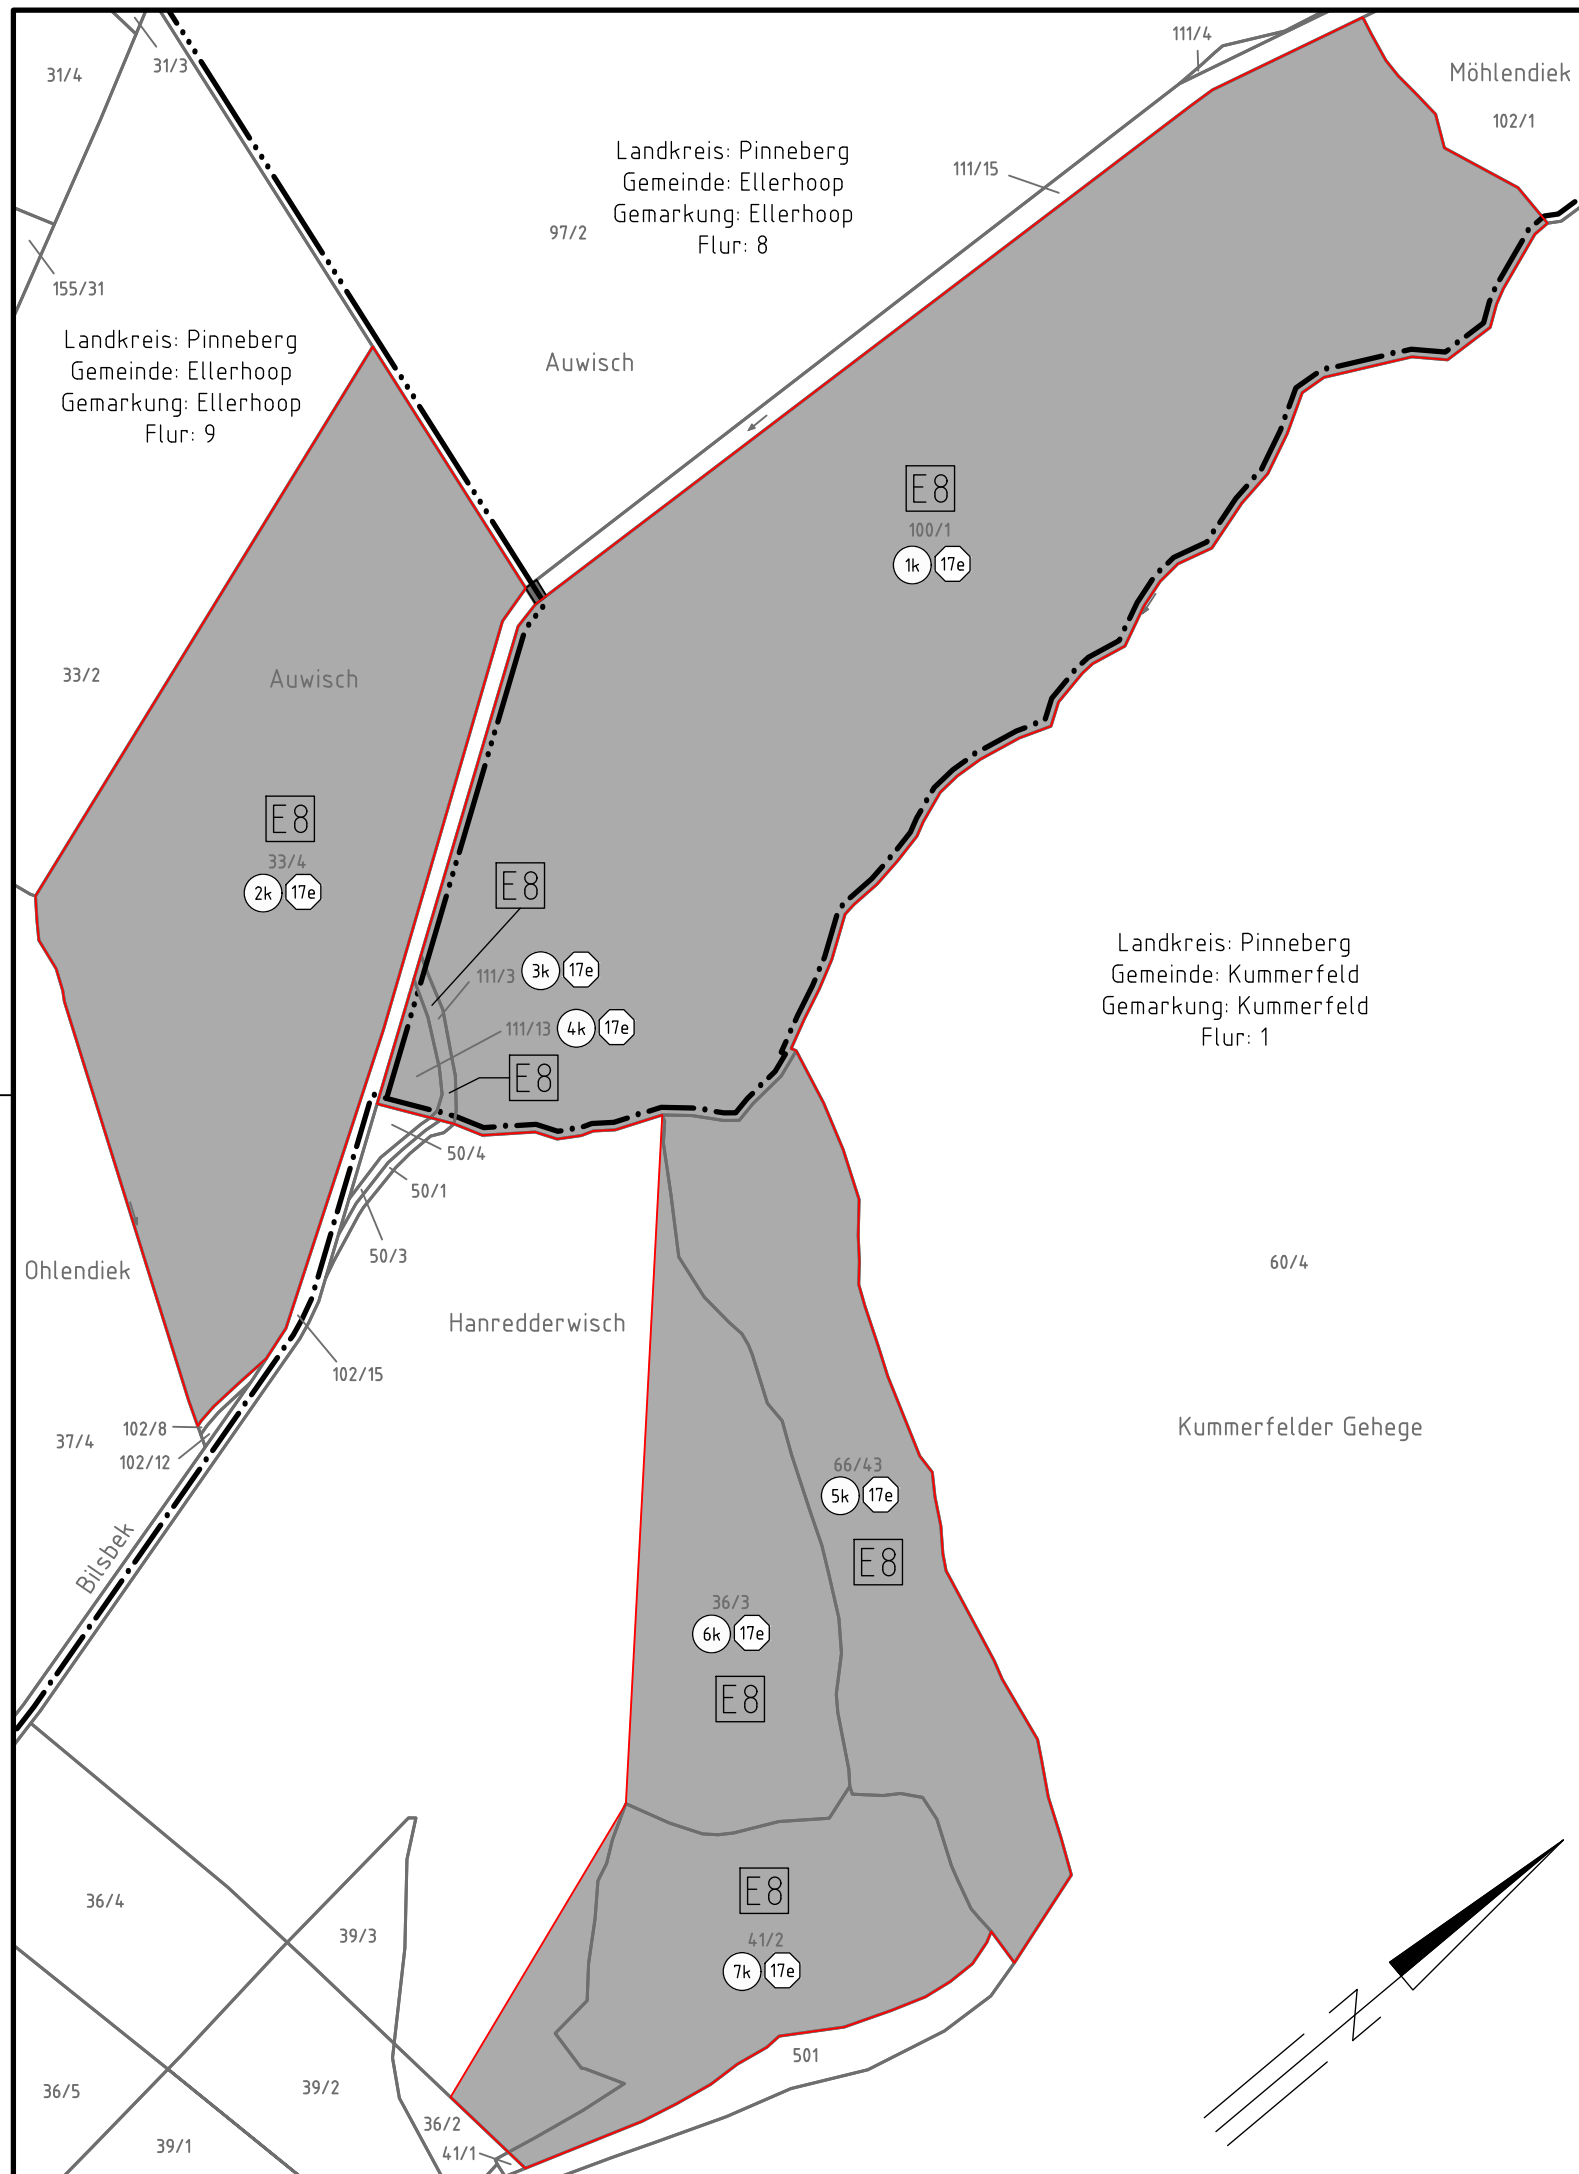 31/4
31/3
111/4
Möhlendiek
102/1
Landkreis: Pinneberg
Gemeinde: Ellerhoop
Gemarkung: Ellerhoop
Flur: 8
111/15
97/2
155/31
Landkreis: Pinneberg
Gemeinde: Ellerhoop
Gemarkung: Ellerhoop
Flur: 9
Auwisch
E8
100/1
1k 17e
33/2
Auwisch
E8
33/4
2k 17e
E8
111/3 3k 17e
111/13 4k 17e
E8
Landkreis: Pinneberg
Gemeinde: Kummerfeld
Gemarkung: Kummerfeld
Flur: 1
50/4
50/1
50/3
Ohlendiek
60/4
Hanredderwisch
102/15
102/8
37/4
102/12
Kummerfelder Gehege
66/43
5k 17e
E8
Bilsbek
36/3
6k 17e
E8
E8
41/2
7k 17e
36/4
39/3
N
501
36/5
39/2
36/2
39/1
41/1